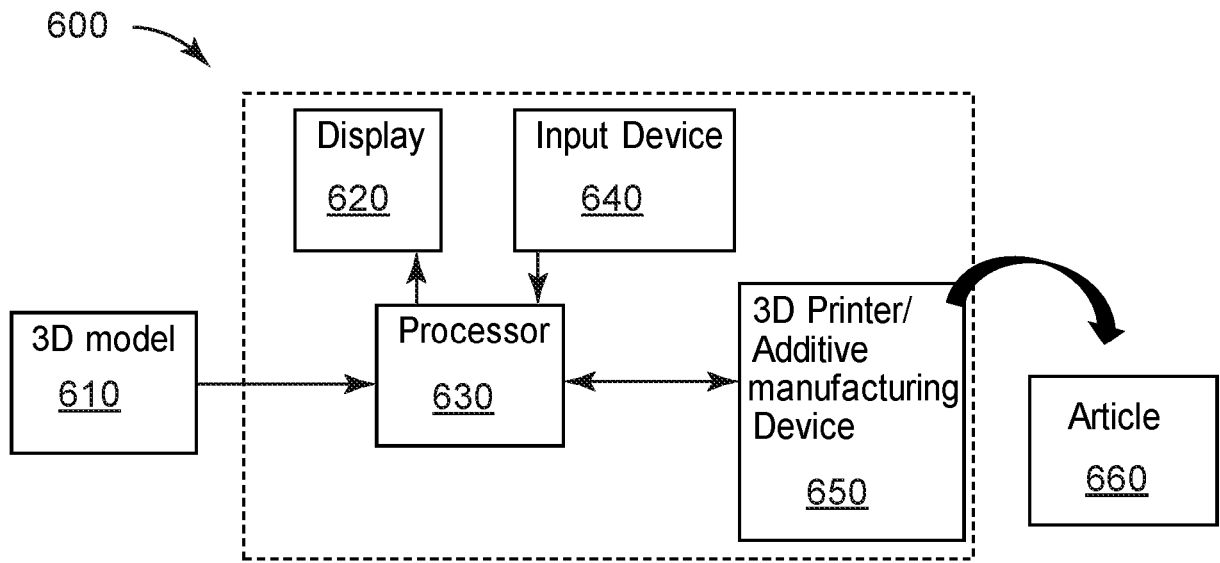 600
Display
620
Input Device
640
3D model
610
Processor
630
3D Printer/
Additive
manufacturing
Device
650
Article
660